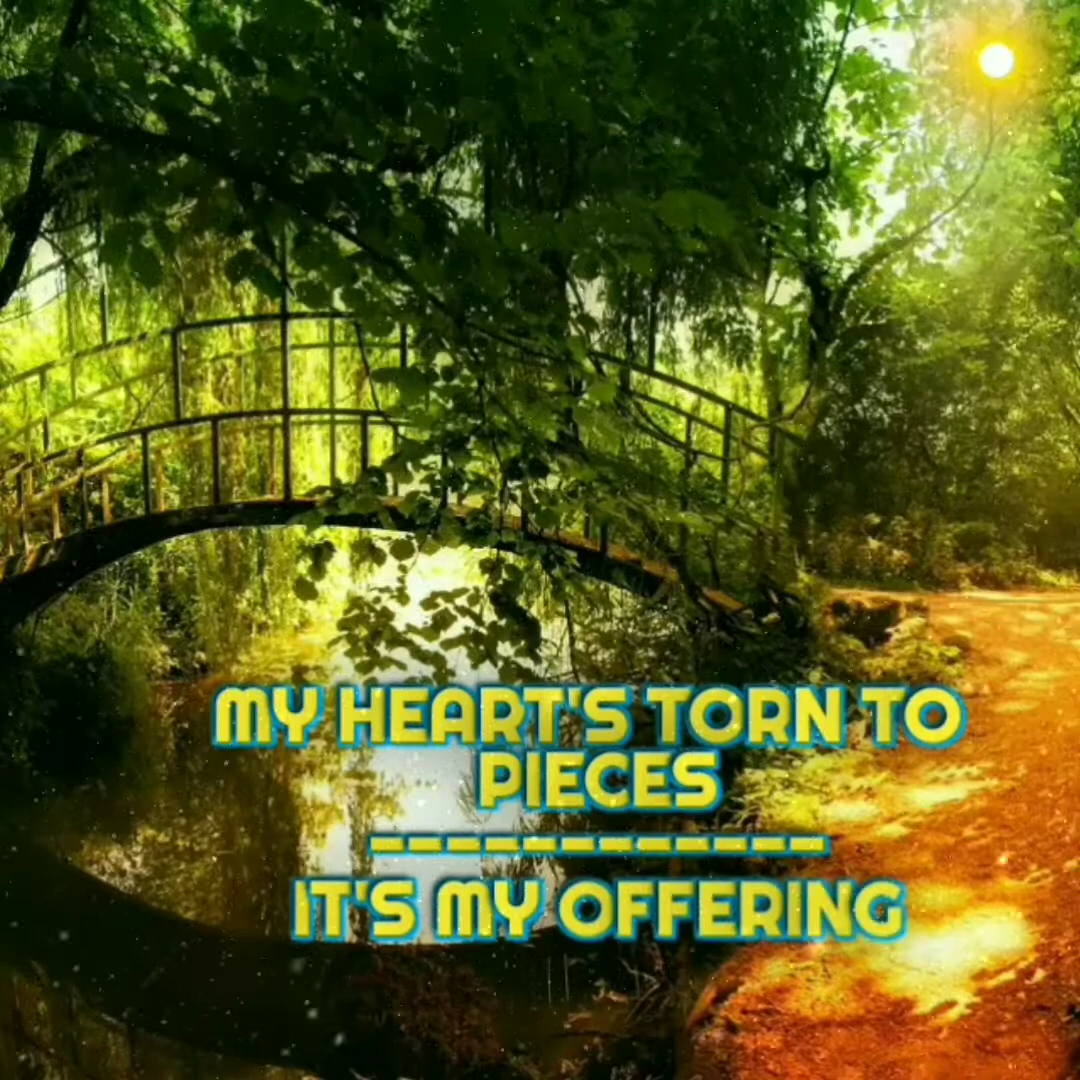 MY HEART'S TORN TO
PIECES
------------
IT'S MY OFFERING